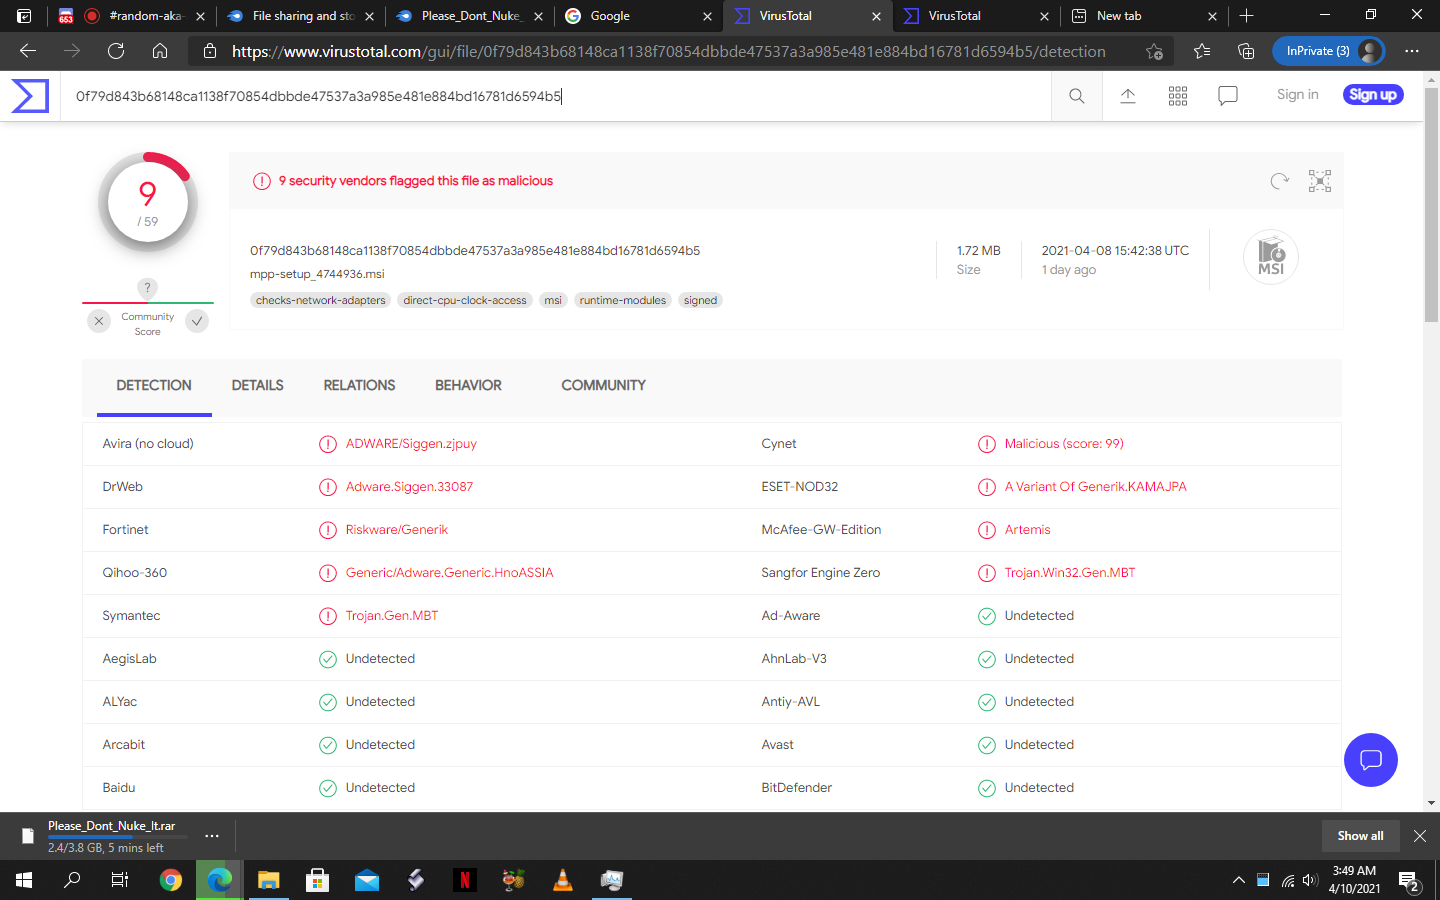 653
#random-aka-
File sharing and sto
Please_Dont_Nuke_
Google
VirusTotal
VirusTotal
New tab
https://www.virustotal.com/gui/file/0f79d843b68148ca1138f70854dbbde47537a3a985e481e884bd16781d6594b5/detection
InPrivate (3)
0f79d843b68148ca1138f70854dbbde47537a3a985e481e884bd16781d6594b5
Sign in
Sign up
9
/ 59
?
Community
Score
9 security vendors flagged this file as malicious
0f79d843b68148ca1138f70854dbbde47537a3a985e481e884bd16781d6594b5
mpp-setup_4744936.msi
checks-network-adapters direct-cpu-clock-access msi runtime-modules signed
1.72 MB
Size
2021-04-08 15:42:38 UTC
1 day ago
MSI
DETECTION DETAILS RELATIONS BEHAVIOR COMMUNITY
Avira (no cloud) ADWARE/Siggen.zjpuy Cynet Malicious (score: 99)
DrWeb Adware.Siggen.33087 ESET-NOD32 A Variant Of Generik.KAMAJPA
Fortinet Riskware/Generik McAfee-GW-Edition Artemis
Qihoo-360 Generic/Adware.Generic.HnoASSIA Sangfor Engine Zero Trojan.Win32.Gen.MBT
Symantec Trojan.Gen.MBT Ad-Aware Undetected
AegisLab Undetected AhnLab-V3 Undetected
ALYac Undetected Antiy-AVL Undetected
Arcabit Undetected Avast Undetected
Baidu Undetected BitDefender Undetected
Please_Dont_Nuke_It.rar
2.4/3.8 GB, 5 mins left
Show all
N
3:49 AM
4/10/2021
2